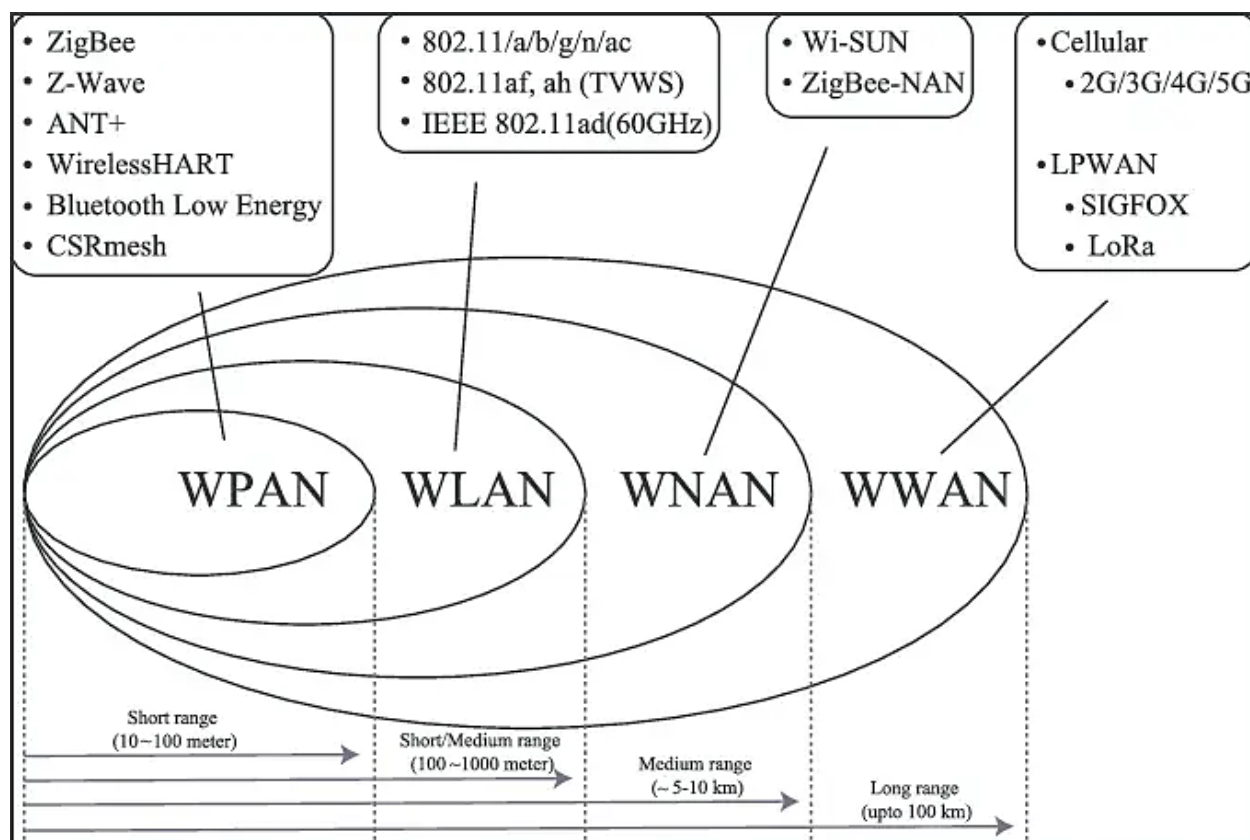 • ZigBee
• Z-Wave
• ANT+
• WirelessHART
• Bluetooth Low Energy
• CSRmesh
• 802.11/a/b/g/n/ac
• 802.11af, ah (TVWS)
• IEEE 802.11ad(60GHz)
• Wi-SUN
• ZigBee-NAN
• Cellular
• 2G/3G/4G/5G
• LPWAN
• SIGFOX
• LoRa
WPAN
WLAN
WNAN
WWAN
Short range
(10~100 meter)
Short/Medium range
(100~1000 meter)
Medium range
(~5-10 km)
Long range
(upto 100 km)